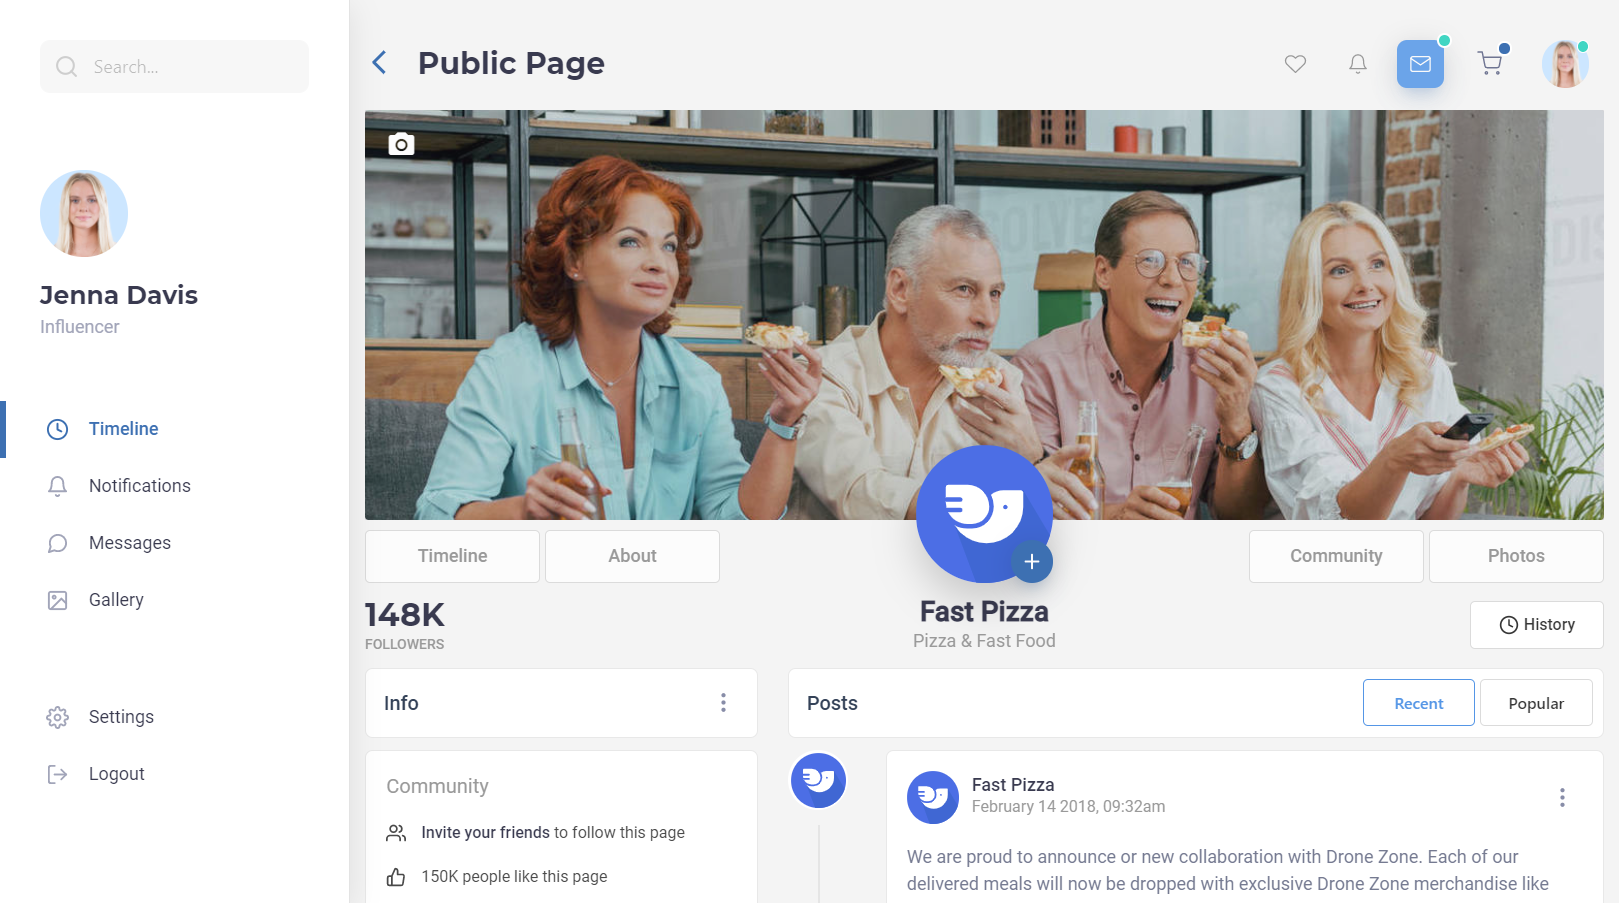 Search...
Public Page
Jenna Davis
Influencer
Timeline
Notifications
Messages
Gallery
Settings
Logout
Timeline
About
Community
Photos
148K
FOLLOWERS
Fast Pizza
Pizza & Fast Food
History
Info
Posts
Recent
Popular
Community
Invite your friends to follow this page
150K people like this page
Fast Pizza
February 14 2018, 09:32am
We are proud to announce or new collaboration with Drone Zone. Each of our
delivered meals will now be dropped with exclusive Drone Zone merchandise like